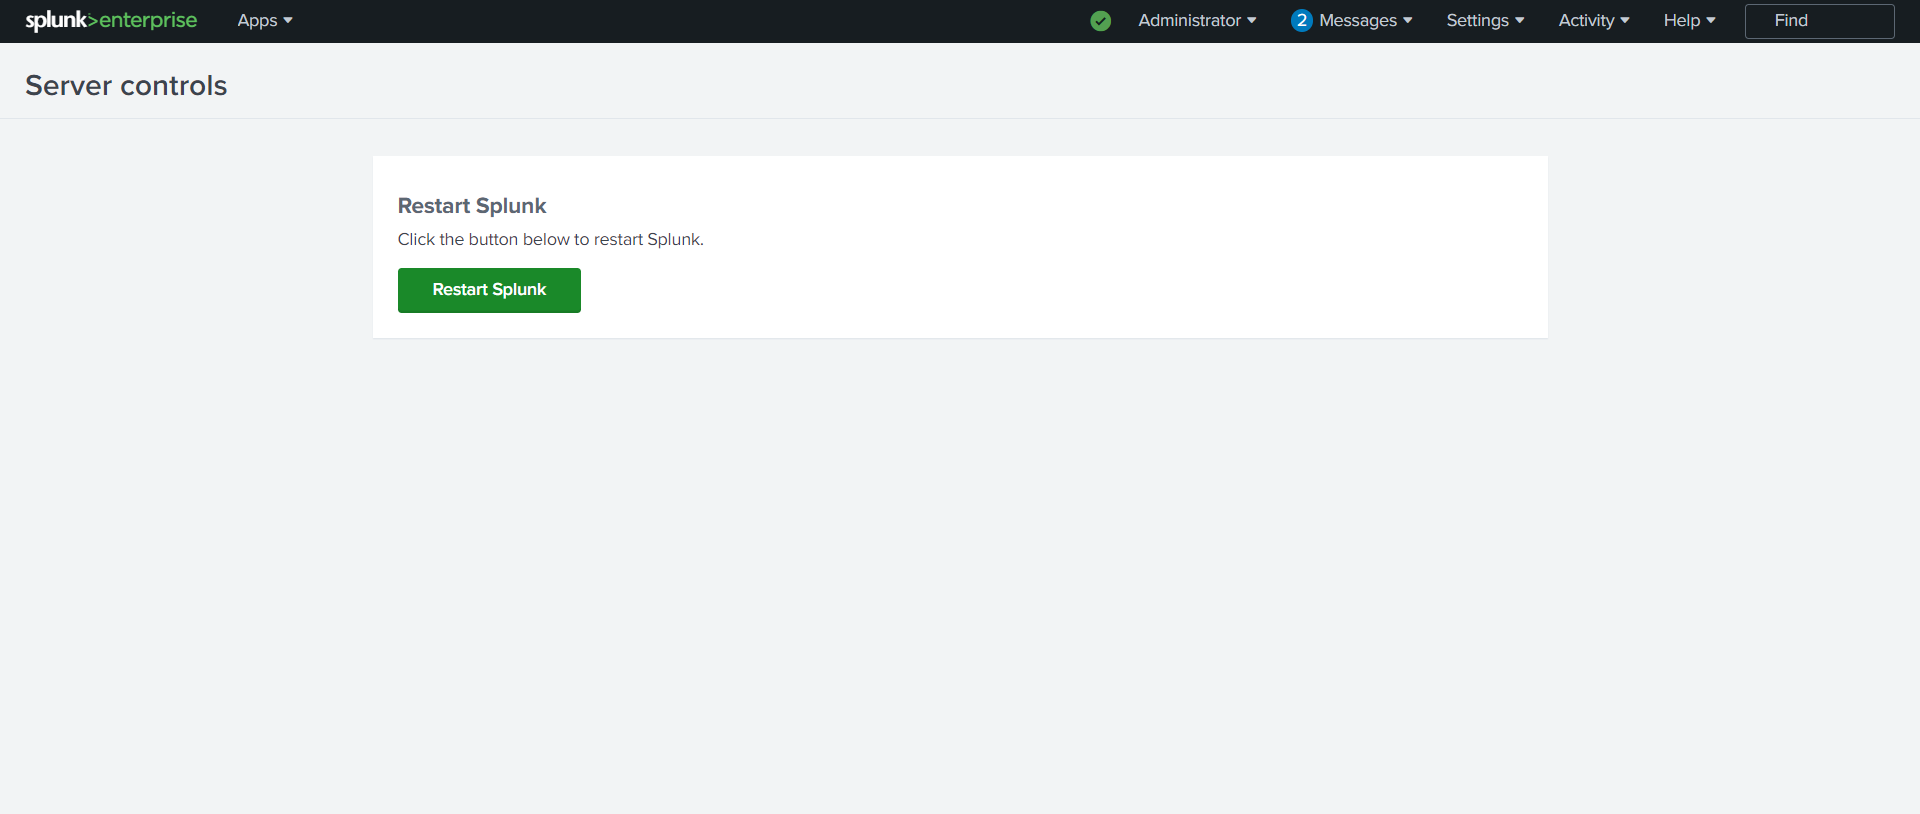 splunk>enterprise Apps Administrator 2 Messages Settings Activity Help Find
Server controls
Restart Splunk
Click the button below to restart Splunk.
Restart Splunk